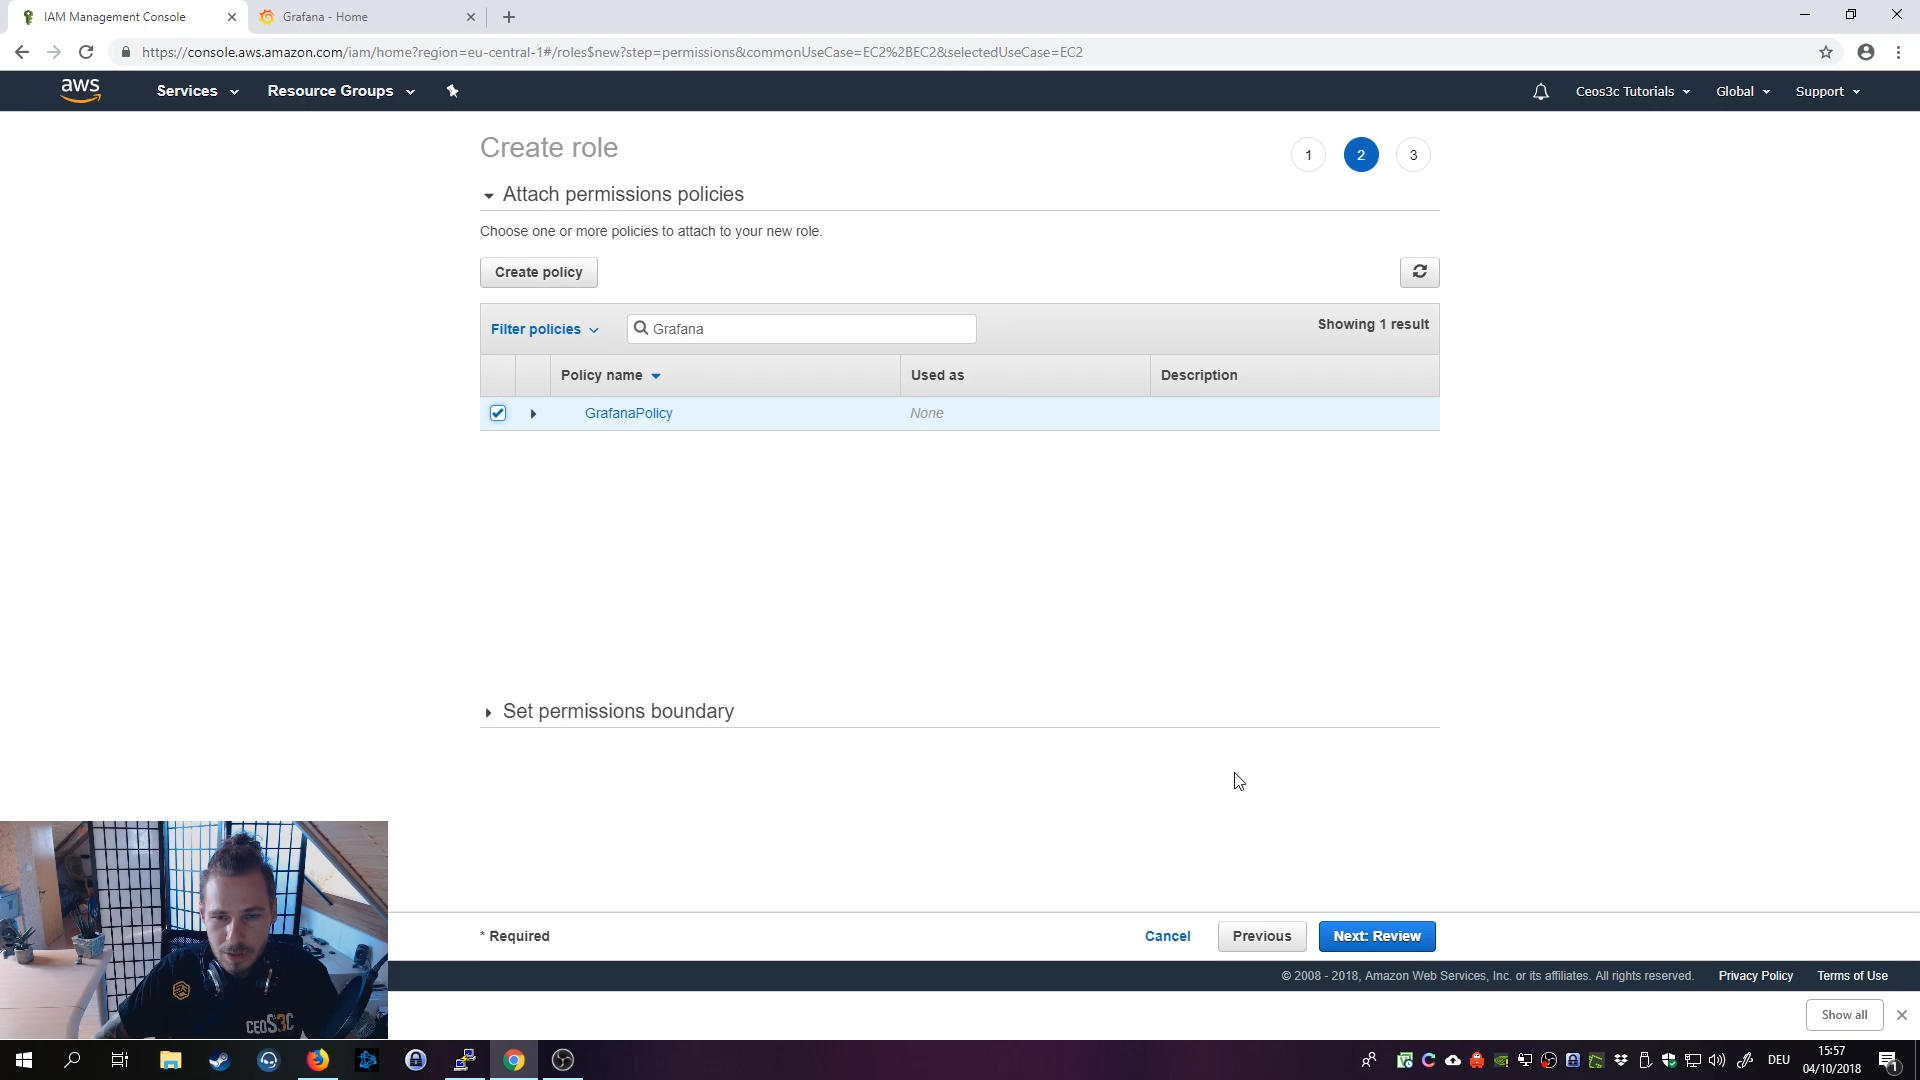 IAM Management Console
Grafana - Home
https://console.aws.amazon.com/iam/home?region=eu-central-1#/roles$new?step=permissions&commonUseCase=EC2%2BEC2&selectedUseCase=EC2
aws
Services
Resource Groups
Ceos3c Tutorials
Global
Support
Create role
1
2
3
Attach permissions policies
Choose one or more policies to attach to your new role.
Create policy
Filter policies
Grafana
Showing 1 result
Policy name
Used as
Description
GrafanaPolicy
None
Set permissions boundary
CEOS3C
* Required
Cancel
Previous
Next: Review
© 2008 - 2018, Amazon Web Services, Inc. or its affiliates. All rights reserved.
Privacy Policy
Terms of Use
Show all
DEU
15:57
04/10/2018
1